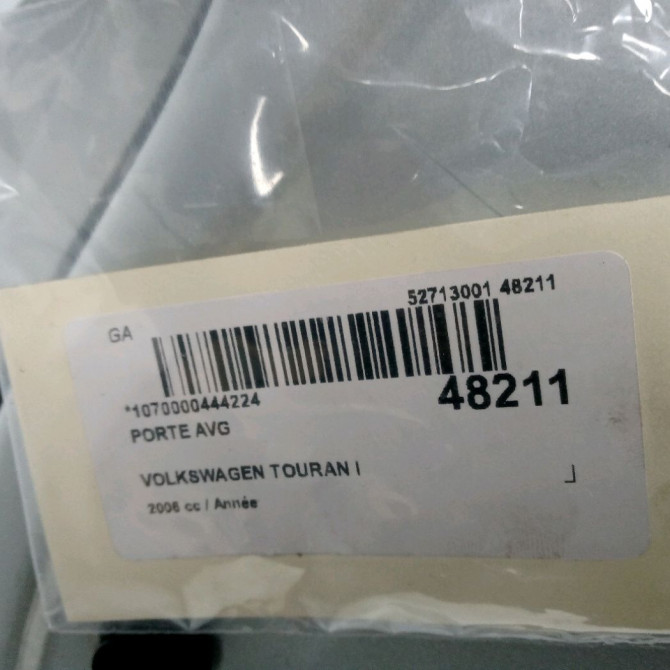 52713001 48211
GA
*1070000444224
48211
PORTE AVG
VOLKSWAGEN TOURAN I
2006 cc / Année